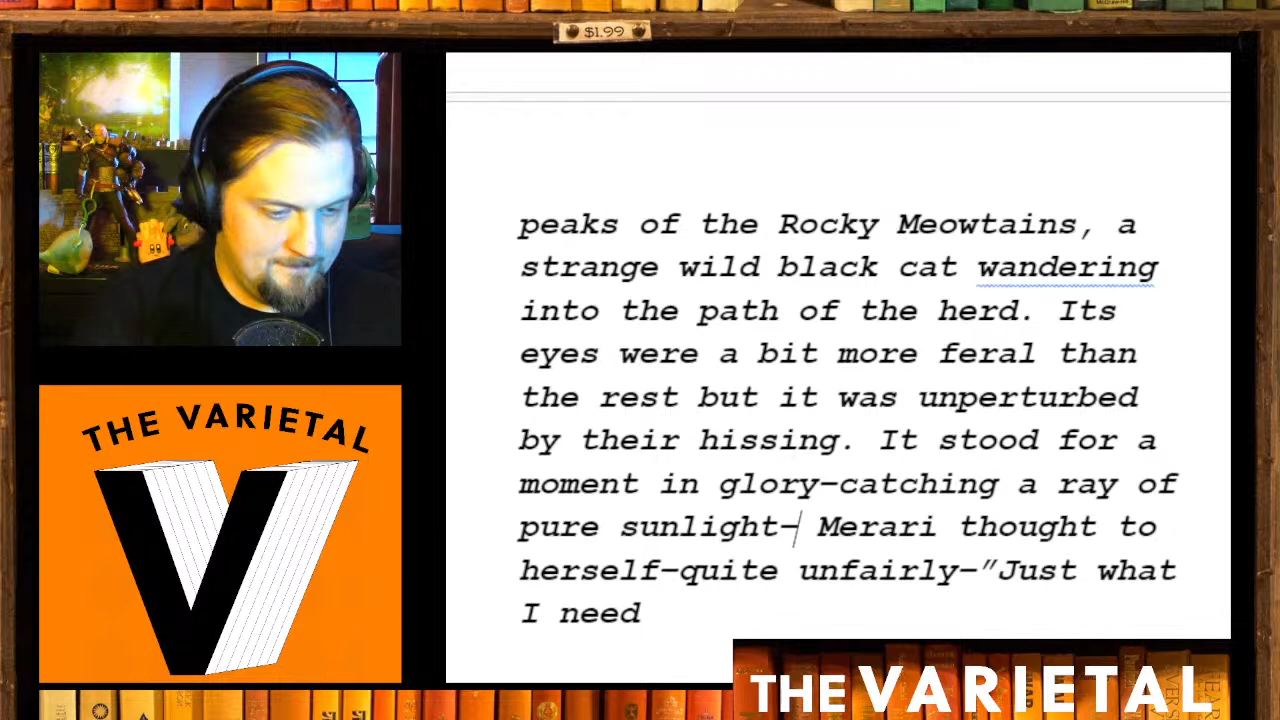 $1.99
peaks of the Rocky Meowtains, a
strange wild black cat wandering
into the path of the herd. Its
eyes were a bit more feral than
the rest but it was unperturbed
by their hissing. It stood for a
moment in glory-catching a ray of
pure sunlight- Merari thought to
herself-quite unfairly-"Just what
I need
THE VARIETAL
THE VARIETAL